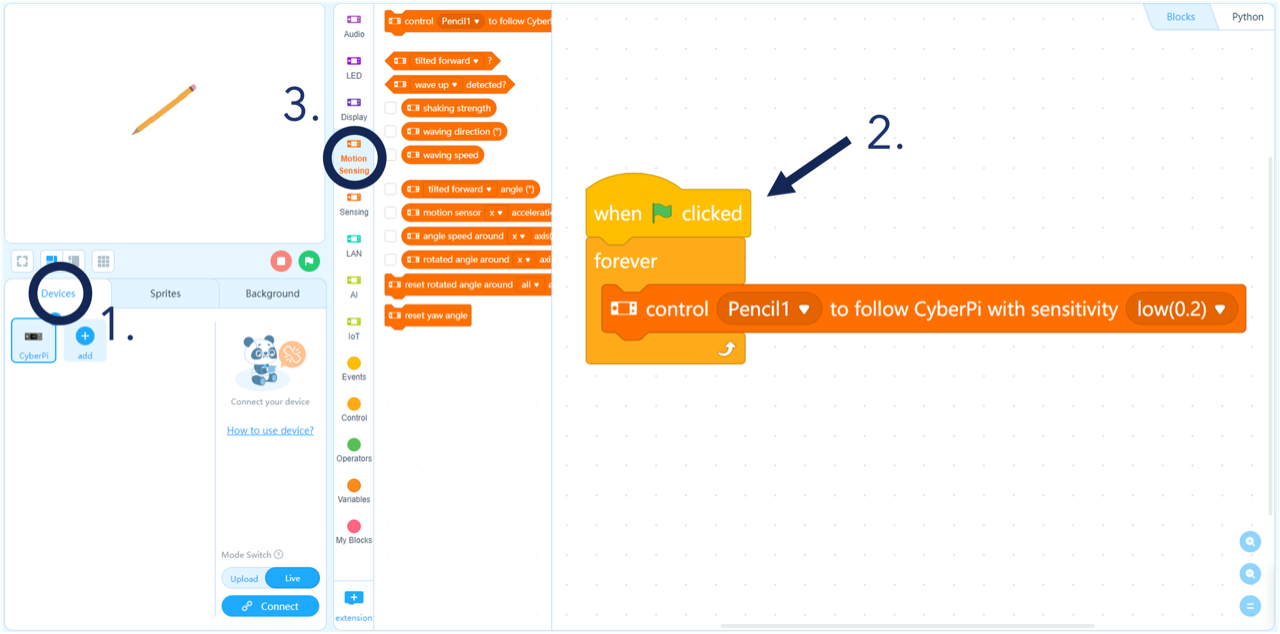 3.
Devices
Sprites
Background
1.
CyberPi
add
Connect your device
How to use device?
Mode Switch ?
Upload
Live
Connect
Audio
LED
Display
Motion
Sensing
Sensing
LAN
AI
IoT
Events
Control
Operators
Variables
My Blocks
extension
control Pencil1 to follow Cyber
tilted forward ?
wave up detected?
shaking strength
waving direction (°)
waving speed
tilted forward angle (°)
motion sensor x accelerati
angle speed around x axis(
rotated angle around x axi
reset rotated angle around all a
reset yaw angle
Blocks
Python
2.
when clicked
forever
control Pencil1 to follow CyberPi with sensitivity low(0.2)